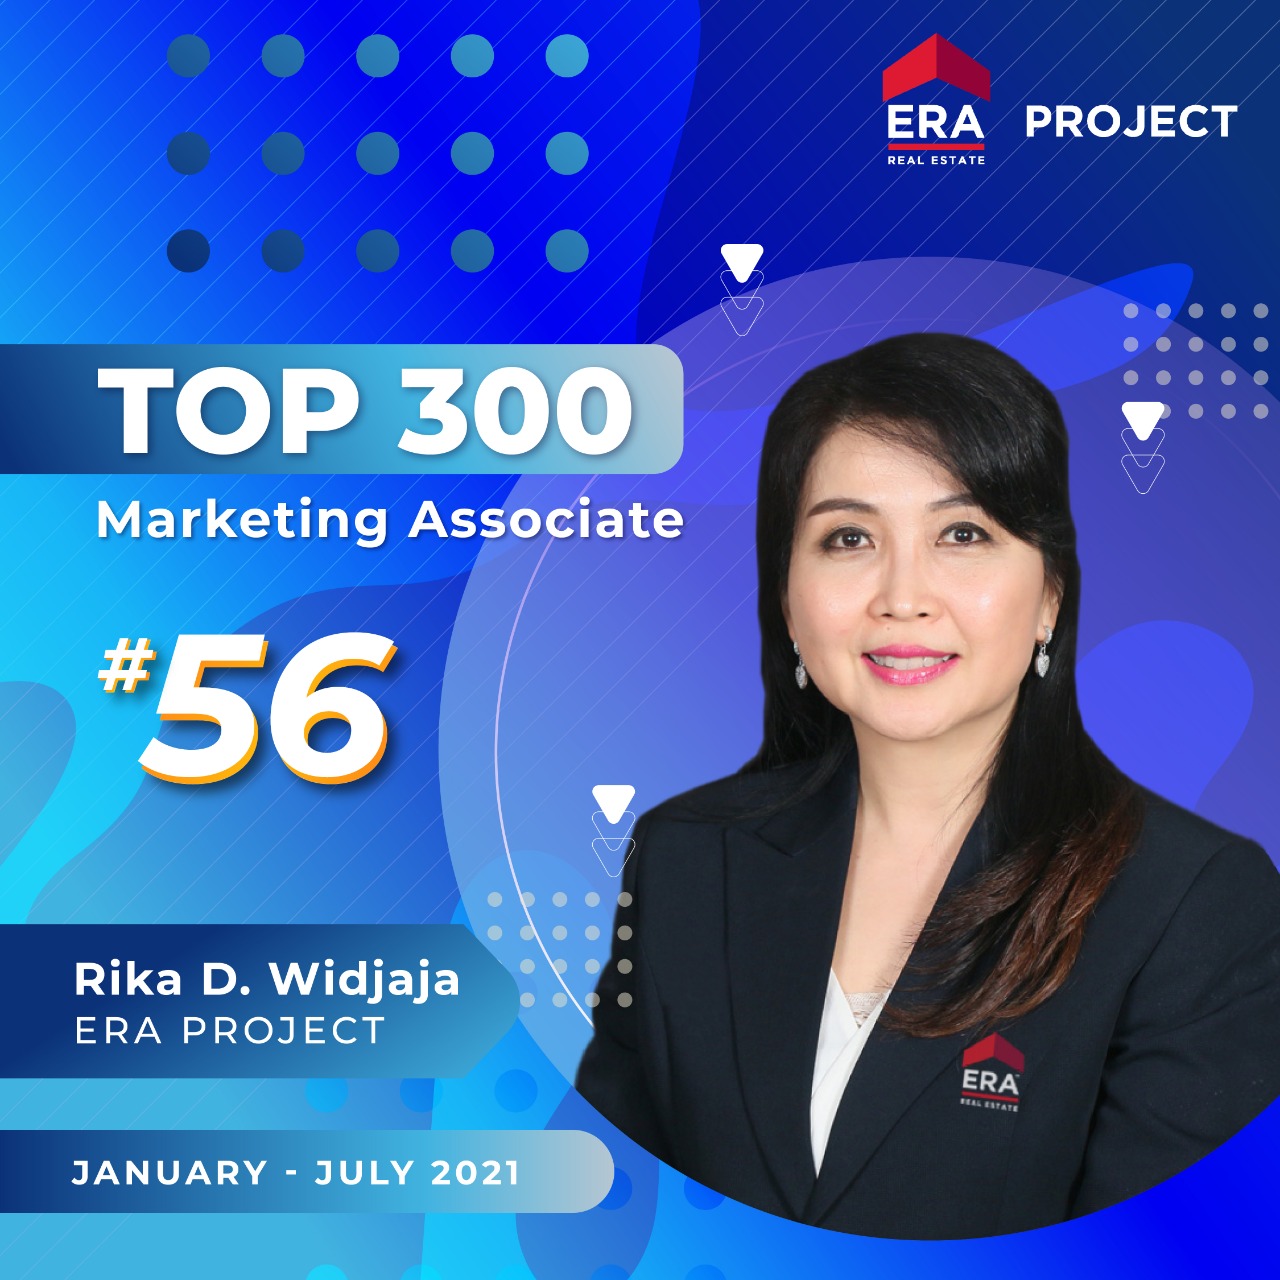 ERA
REAL ESTATE
PROJECT
TOP 300
Marketing Associate
#56
Rika D. Widjaja
ERA PROJECT
JANUARY - JULY 2021
ERA
REAL ESTATE